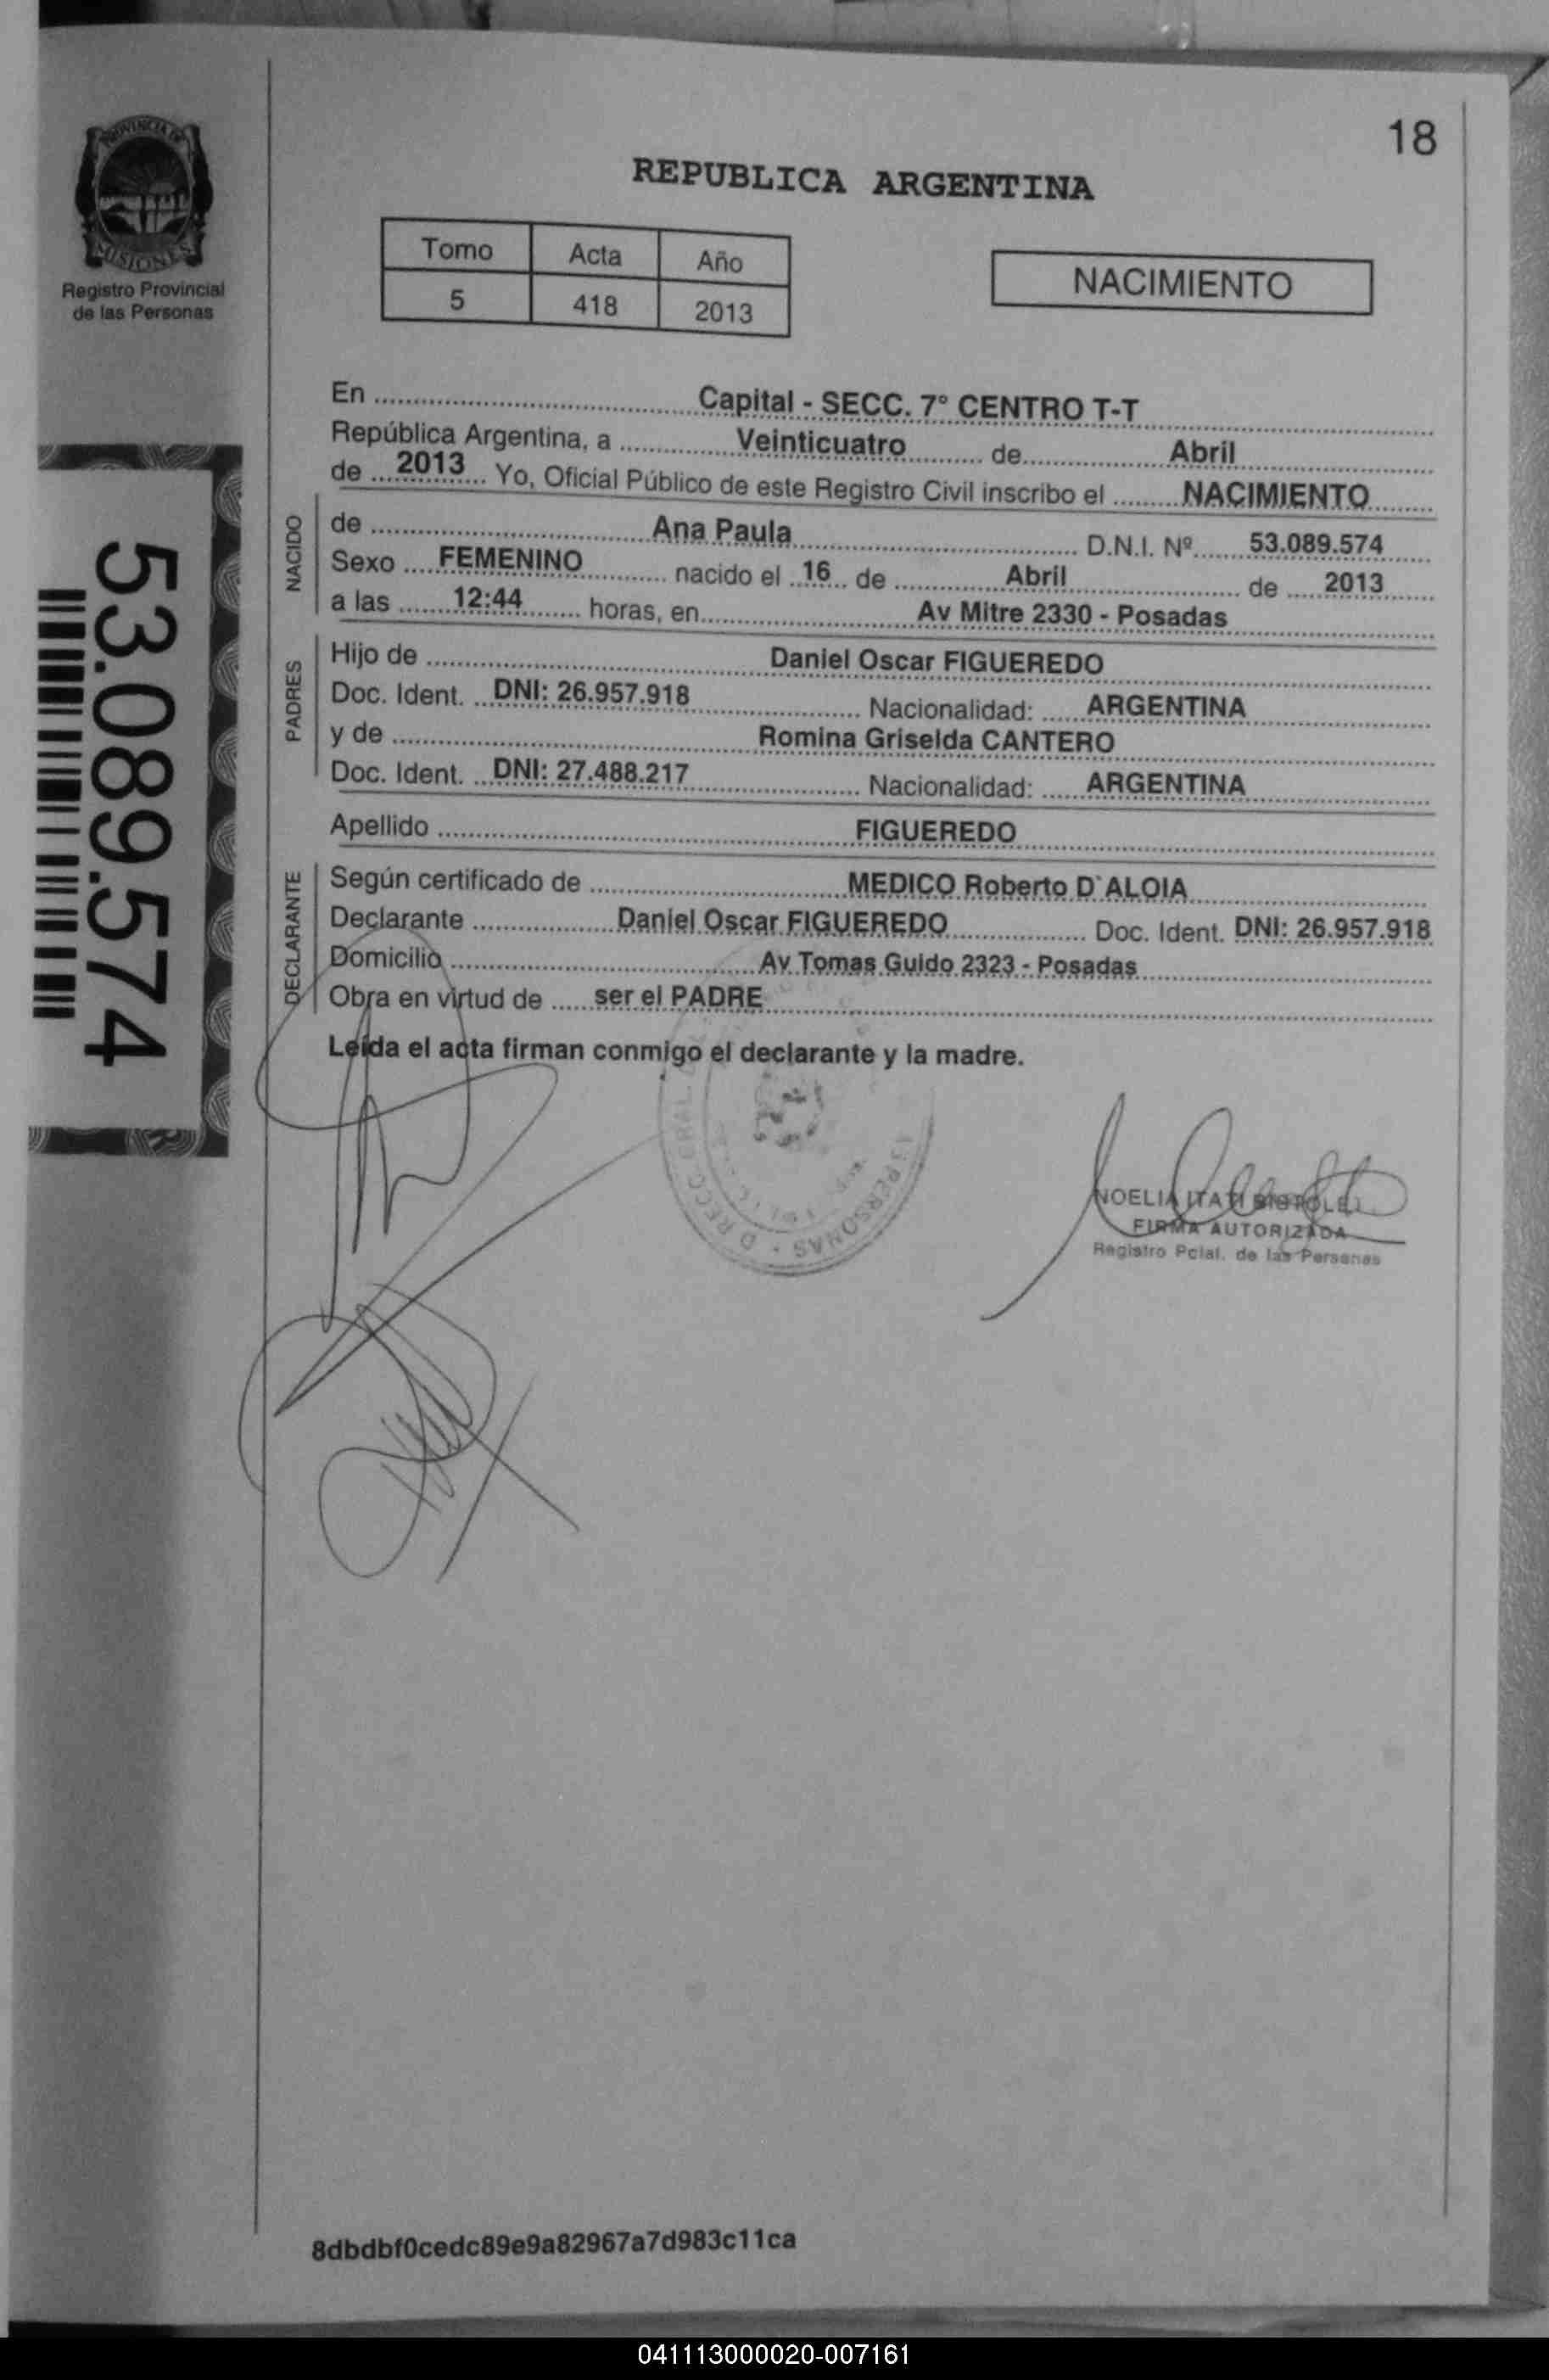 18
PROVINCIA DE
MISIONES
Registro Provincial
de las Personas
REPUBLICA ARGENTINA
Tomo Acta Año
5 418 2013
NACIMIENTO
En Capital - SECC. 7° CENTRO T-T
República Argentina, a Veinticuatro de Abril
de 2013 Yo, Oficial Público de este Registro Civil inscribo el NACIMIENTO
NACIDO
de Ana Paula D.N.I. Nº 53.089.574
Sexo FEMENINO nacido el 16 de Abril de 2013
a las 12:44 horas, en Av Mitre 2330 - Posadas
PADRES
Hijo de Daniel Oscar FIGUEREDO
Doc. Ident. DNI: 26.957.918 Nacionalidad: ARGENTINA
y de Romina Griselda CANTERO
Doc. Ident. DNI: 27.488.217 Nacionalidad: ARGENTINA
Apellido FIGUEREDO
DECLARANTE
Según certificado de MEDICO Roberto D`ALOIA
Declarante Daniel Oscar FIGUEREDO Doc. Ident. DNI: 26.957.918
Domicilio Av Tomas Guido 2323 - Posadas
Obra en virtud de ser el PADRE
Leída el acta firman conmigo el declarante y la madre.
53.089.574
PERSONAS
NOELIA ITATI
FIRMA AUTORIZADA
Registro Pcial. de las Personas
8dbdbf0cedc89e9a82967a7d983c11ca
041113000020-007161